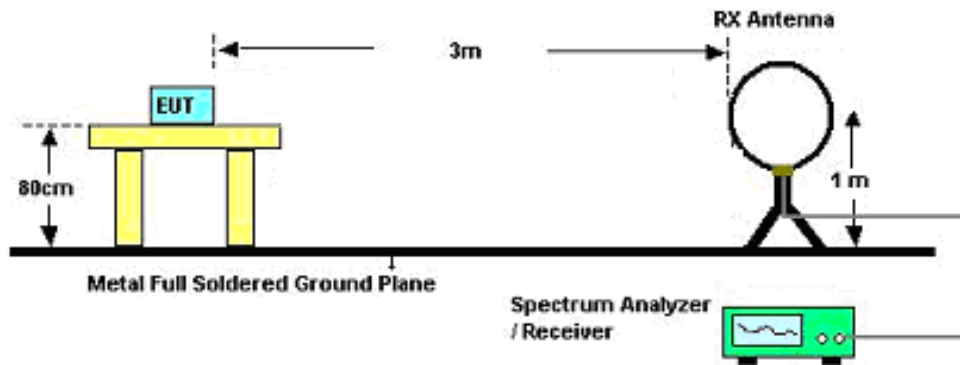 RX Antenna
3m
EUT
80cm
1 m
Metal Full Soldered Ground Plane
Spectrum Analyzer
/ Receiver